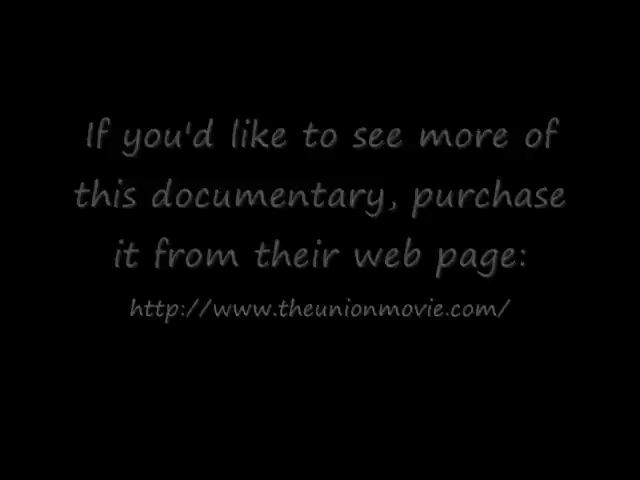 If you'd like to see more of
this documentary, purchase
it from their web page:
http://www.theunionmovie.com/